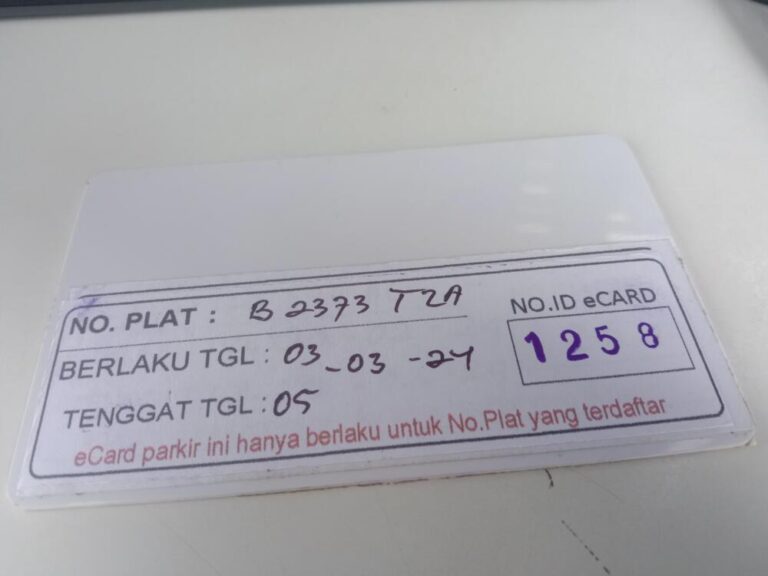 NO. PLAT : B 2373 TZA
NO.ID eCARD
1258
BERLAKU TGL : 03-03-24
TENGGAT TGL : 05
eCard parkir ini hanya berlaku untuk No.Plat yang terdaftar